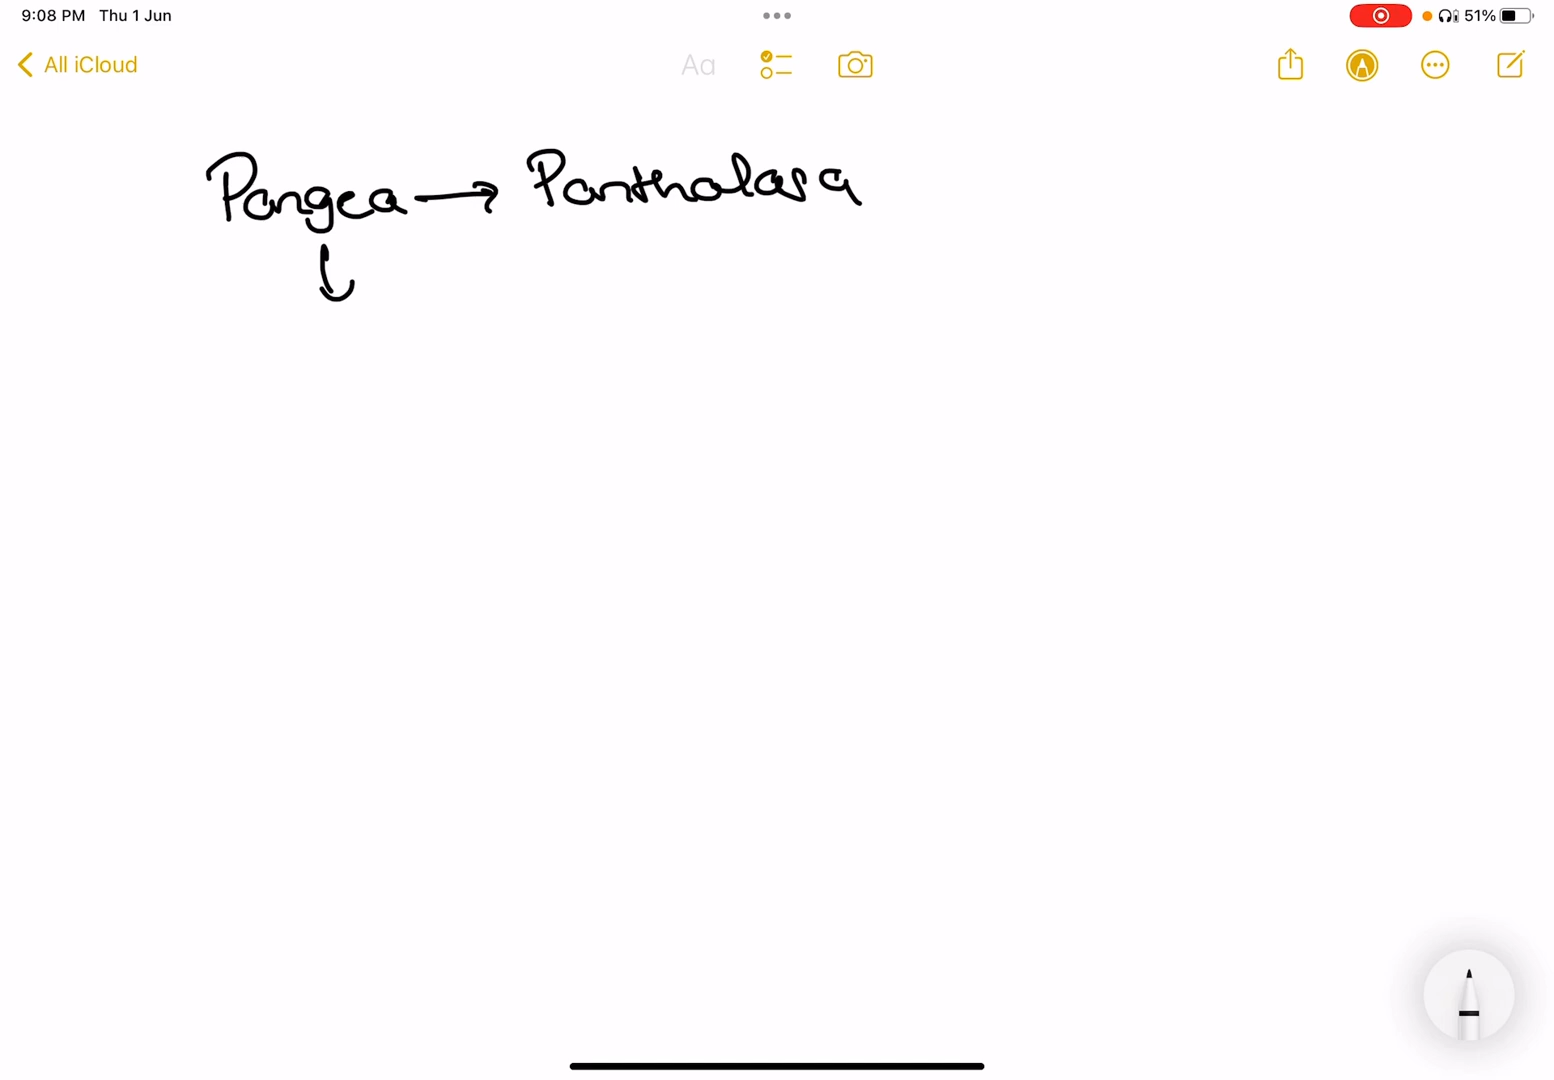 9:08 PM Thu 1 Jun
51%
All iCloud
Aa
Pangea → Panthalasa